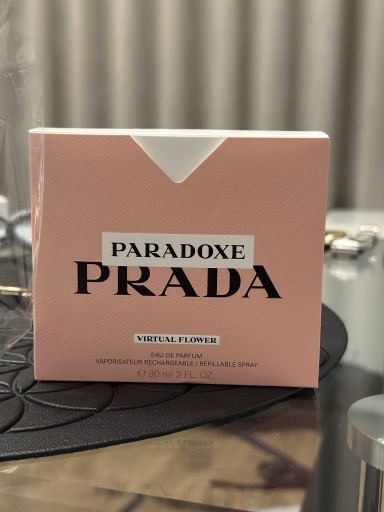 PARADOXE
PRADA
VIRTUAL FLOWER
EAU DE PARFUM
VAPORISATEUR RECHARGEABLE / REFILLABLE SPRAY
℮ 90 ml 3 FL. OZ.